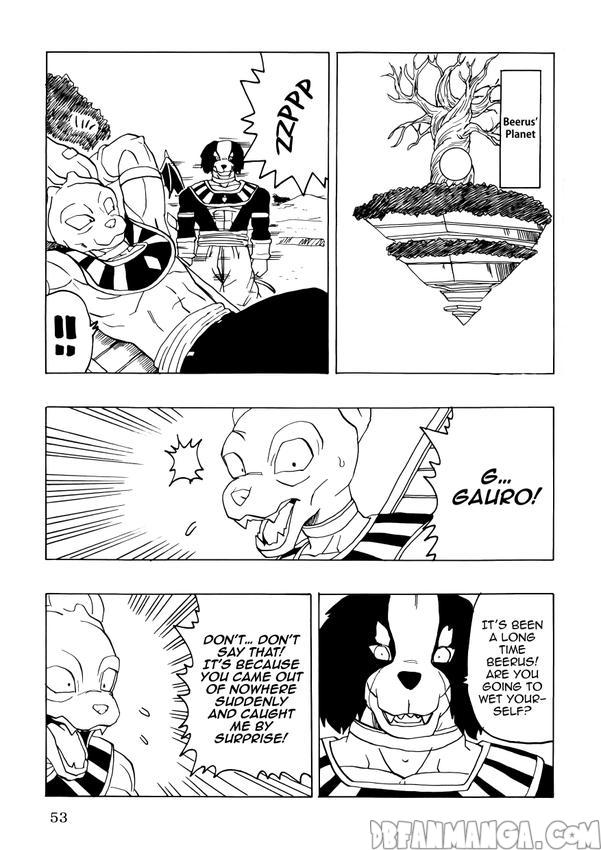 Beerus'
Planet
ZZPPP
!!
G...
GAURO!
IT'S BEEN
A LONG
TIME
BEERUS!
ARE YOU
GOING TO
WET YOUR-
SELF?
DON'T... DON'T
SAY THAT!
IT'S BECAUSE
YOU CAME OUT
OF NOWHERE
SUDDENLY
AND CAUGHT
ME BY
SURPRISE!
53
DBFANMANGA.COM